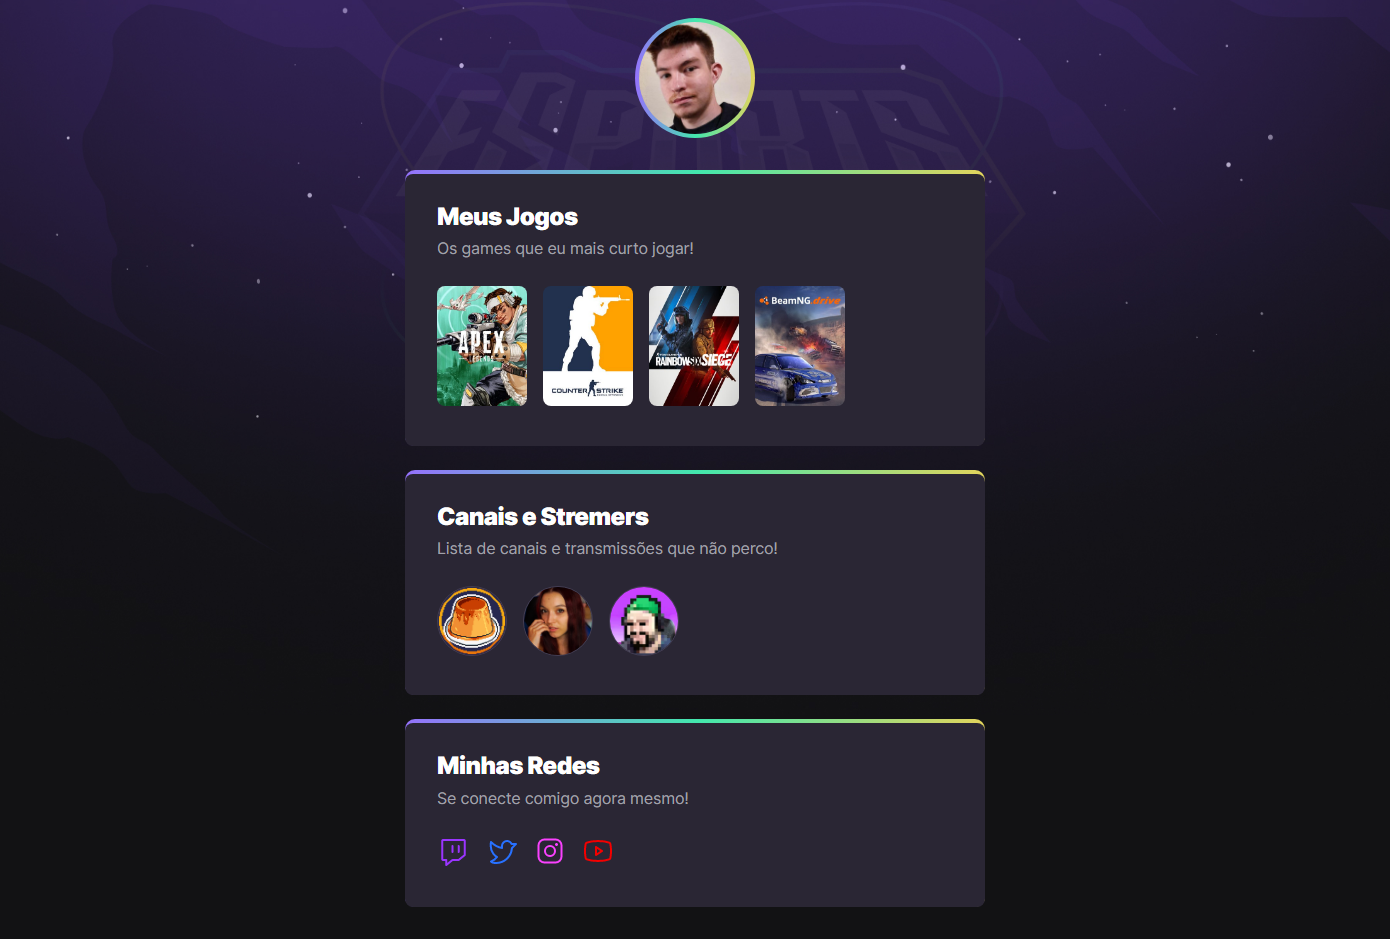 ESPORTS
Meus Jogos
Os games que eu mais curto jogar!
APEX
LEGENDS
COUNTER STRIKE
RAINBOW SIX SIEGE
BeamNG drive
Canais e Stremers
Lista de canais e transmissões que não perco!
Minhas Redes
Se conecte comigo agora mesmo!